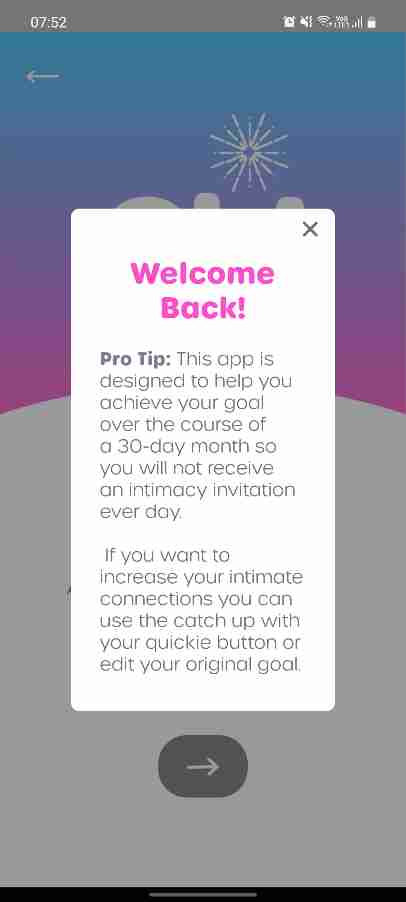 07:52
Welcome
Back!
Pro Tip: This app is
designed to help you
achieve your goal
over the course of
a 30-day month so
you will not receive
an intimacy invitation
ever day.
If you want to
increase your intimate
connections you can
use the catch up with
your quickie button or
edit your original goal.